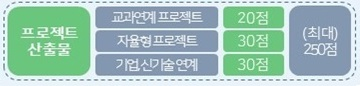 프로젝트
산출물
교과연계 프로젝트 20점
자율형 프로젝트 30점
기업,신기술 연계 30점
(최대)
250점